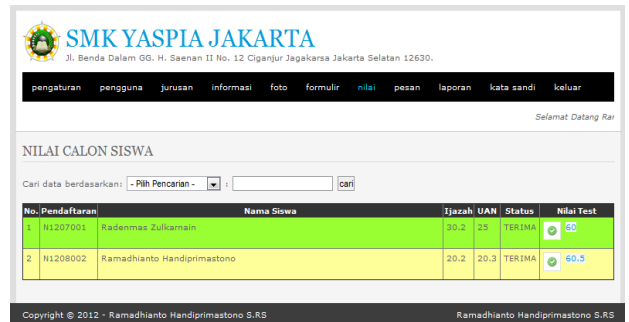 SMK YASPIA JAKARTA
Jl. Benda Dalam GG. H. Saenan II No. 12 Ciganjur Jagakarsa Jakarta Selatan 12630.
pengaturan pengguna jurusan informasi foto formulir nilai pesan laporan kata sandi keluar
Selamat Datang Rar
NILAI CALON SISWA
Cari data berdasarkan: - Pilih Pencarian - : cari
No. Pendaftaran Nama Siswa Ijazah UAN Status Nilai Test
1 N1207001 Radenmas Zulkarnain 30.2 25 TERIMA 60
2 N1208002 Ramadhianto Handiprimastono 20.2 20.3 TERIMA 60.5
Copyright © 2012 - Ramadhianto Handiprimastono S.RS Ramadhianto Handiprimastono S.RS